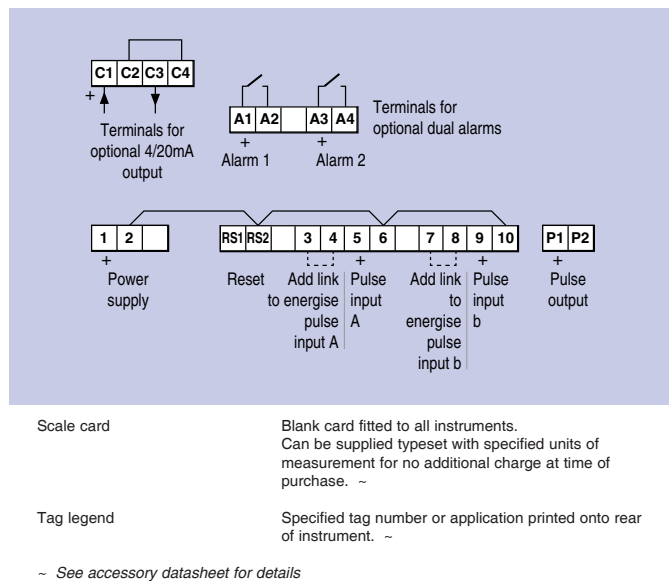 C1 C2 C3 C4
+
Terminals for
optional 4/20mA
output
A1 A2 A3 A4
+ +
Alarm 1 Alarm 2
Terminals for
optional dual alarms
1 2 RS1 RS2 3 4 5 6 7 8 9 10 P1 P2
+ + + +
Power
supply
Reset
Add link
to energise
pulse
input A
Pulse
input
A
Add link
to
energise
pulse
input b
Pulse
input
b
Pulse
output
Scale card
Blank card fitted to all instruments.
Can be supplied typeset with specified units of
measurement for no additional charge at time of
purchase. ~
Tag legend
Specified tag number or application printed onto rear
of instrument. ~
~ See accessory datasheet for details